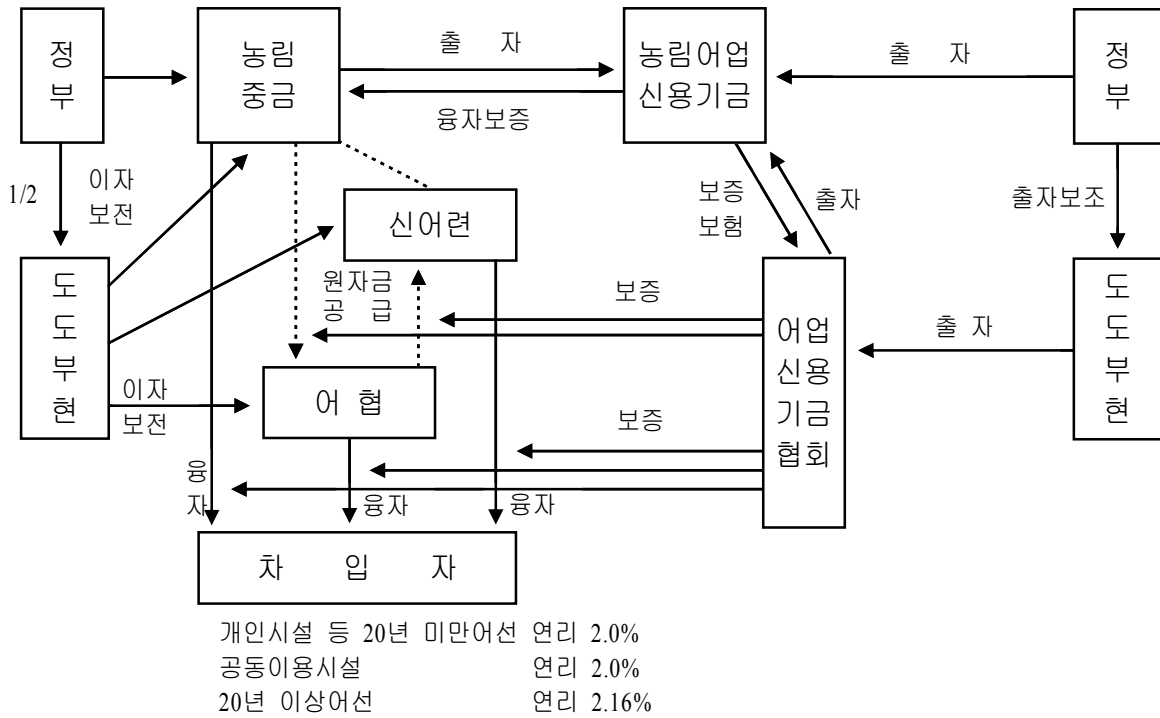 정
부
농림
중금
출 자
융자보증
농림어업
신용기금
출 자
정
부
1/2
이자
보전
신어련
보증
보험
출자
출자보조
도
도
부
현
원자금
공 급
보증
어업
신용
기금
협회
출 자
도
도
부
현
이자
보전
어 협
보증
융
자
융자
융자
차 입 자
개인시설 등 20년 미만어선 연리 2.0%
공동이용시설 연리 2.0%
20년 이상어선 연리 2.16%